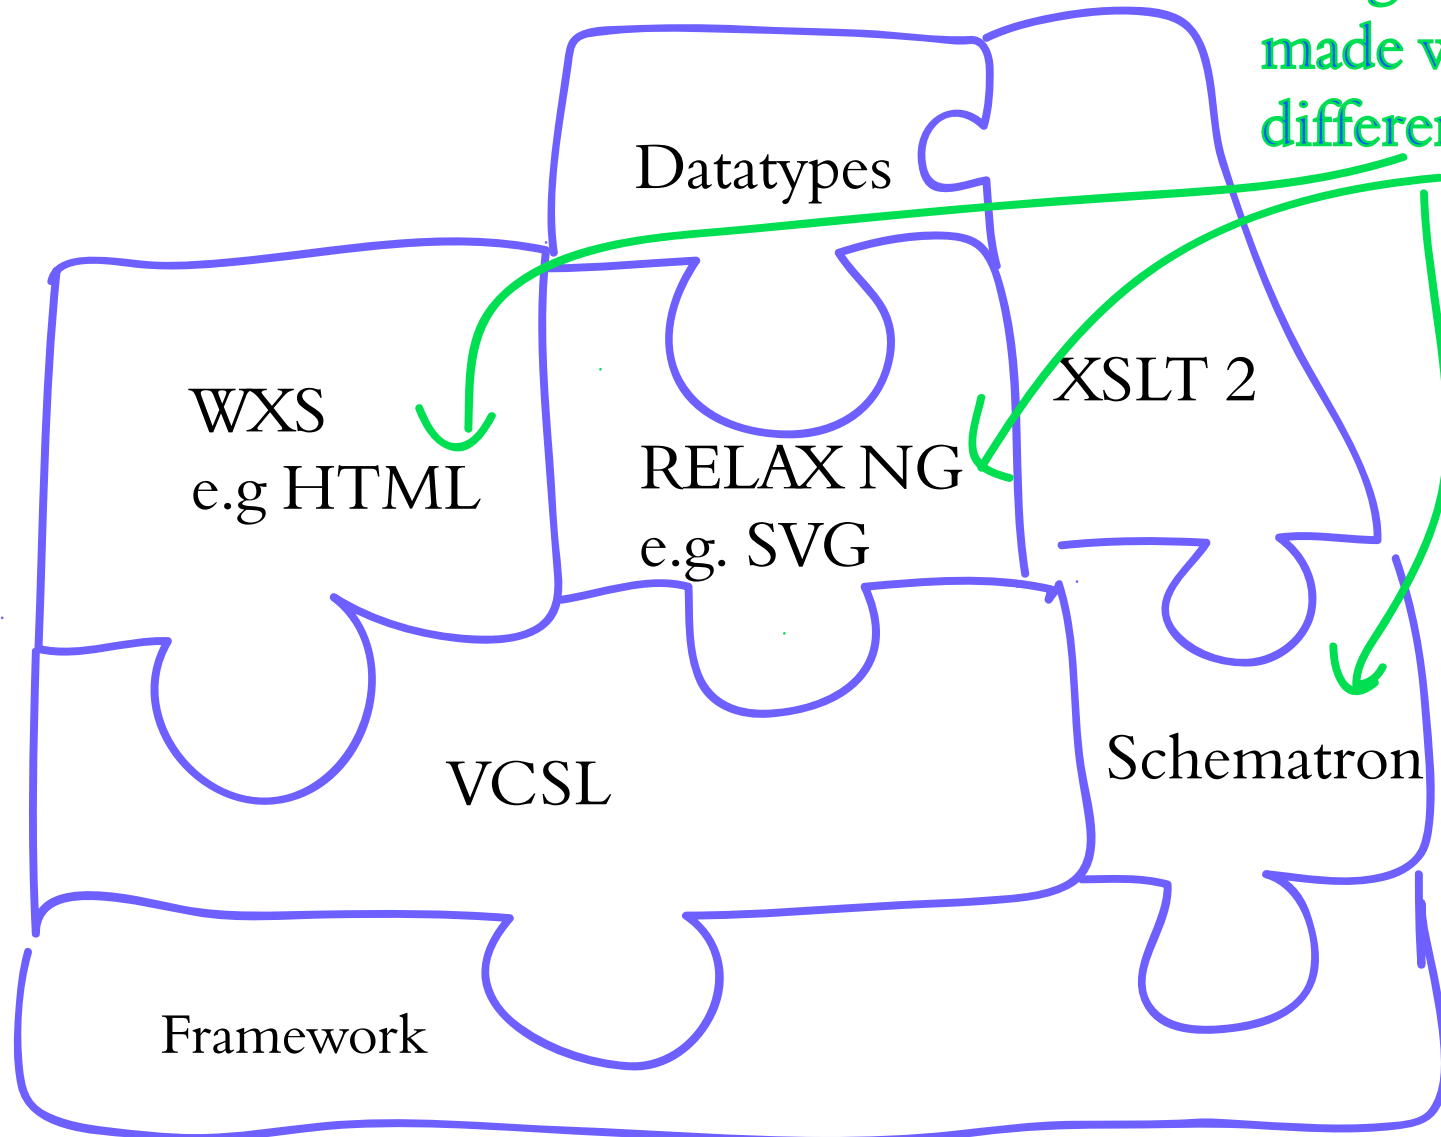 made
Datatypes
WXS
e.g HTML
RELAX NG
e.g. SVG
XSLT 2
VCSL
Schematron
Framework